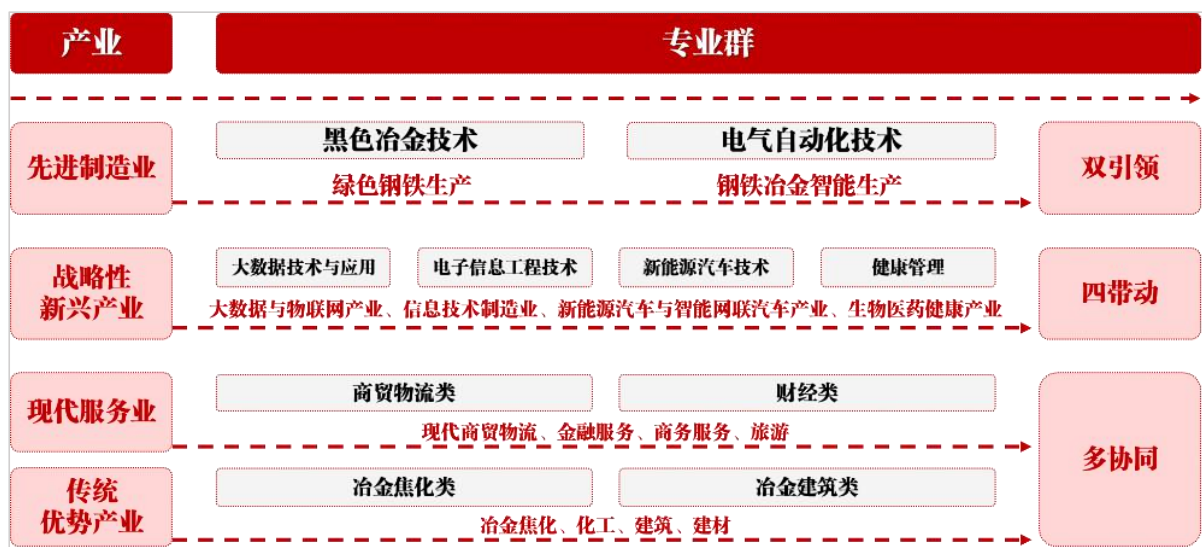 产业
专业群
先进制造业
黑色冶金技术
电气自动化技术
绿色钢铁生产
钢铁冶金智能生产
双引领
战略性
新兴产业
大数据技术与应用
电子信息工程技术
新能源汽车技术
健康管理
大数据与物联网产业、信息技术制造业、新能源汽车与智能网联汽车产业、生物医药健康产业
四带动
现代服务业
商贸物流类
财经类
现代商贸物流、金融服务、商务服务、旅游
多协同
传统
优势产业
冶金焦化类
冶金建筑类
冶金焦化、化工、建筑、建材